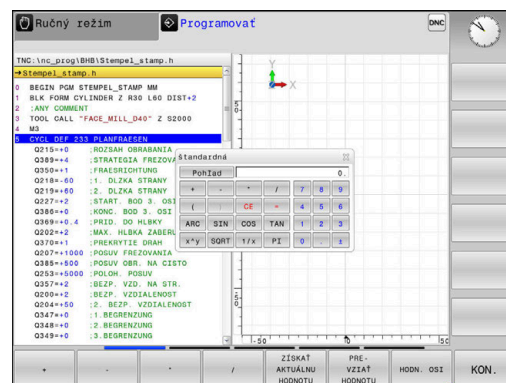 Ručný režim
Programovať
DNC
TNC:\nc_prog\BHB\Stempel_stamp.h
→Stempel_stamp.h
0 BEGIN PGM STEMPEL_STAMP MM
1 BLK FORM CYLINDER Z R30 L60 DIST+2
2 ;ANY COMMENT
3 TOOL CALL "FACE_MILL_D40" Z S2000
4 M3
5 CYCL DEF 233 PLANFRAESEN
Q215=+0 ;ROZSAH OBRABANIA
Q389=+4 ;STRATEGIA FREZOVA
Q350=+1 ;FRAESRICHTUNG
Q218=-60 ;1. DLZKA STRANY
Q219=+60 ;2. DLZKA STRANY
Q227=+2 ;START. BOD 3. OSI
Q386=+0 ;KONC. BOD 3. OSI
Q369=+0.4 ;PRID. DO HLBKY
Q202=+2 ;MAX. HLBKA ZABERU
Q370=+1 ;PREKRYTIE DRAH
Q207=+1000 ;POSUV FREZOVANIA
Q385=+500 ;POSUV OBR. NA CISTO
Q253=+5000 ;POLOH. POSUV
Q357=+2 ;BEZP. VZD. NA STR.
Q200=+2 ;BEZP. VZDIALENOST
Q204=+50 ;2. BEZP. VZDIALENOST
Q347=+0 ;1.BEGRENZUNG
Q348=+0 ;2.BEGRENZUNG
Q349=+0 ;3.BEGRENZUNG
Y
X
štandardná
Pohľad 0.
+ - * / 7 8 9
( ) CE = 4 5 6
ARC SIN COS TAN 1 2 3
x^y SQRT 1/x PI 0 . ±
-50 0 50
+
-
*
/
ZÍSKAŤ AKTUÁLNU HODNOTU
PRE-VZIAŤ HODNOTU
HODN. OSI
KON.